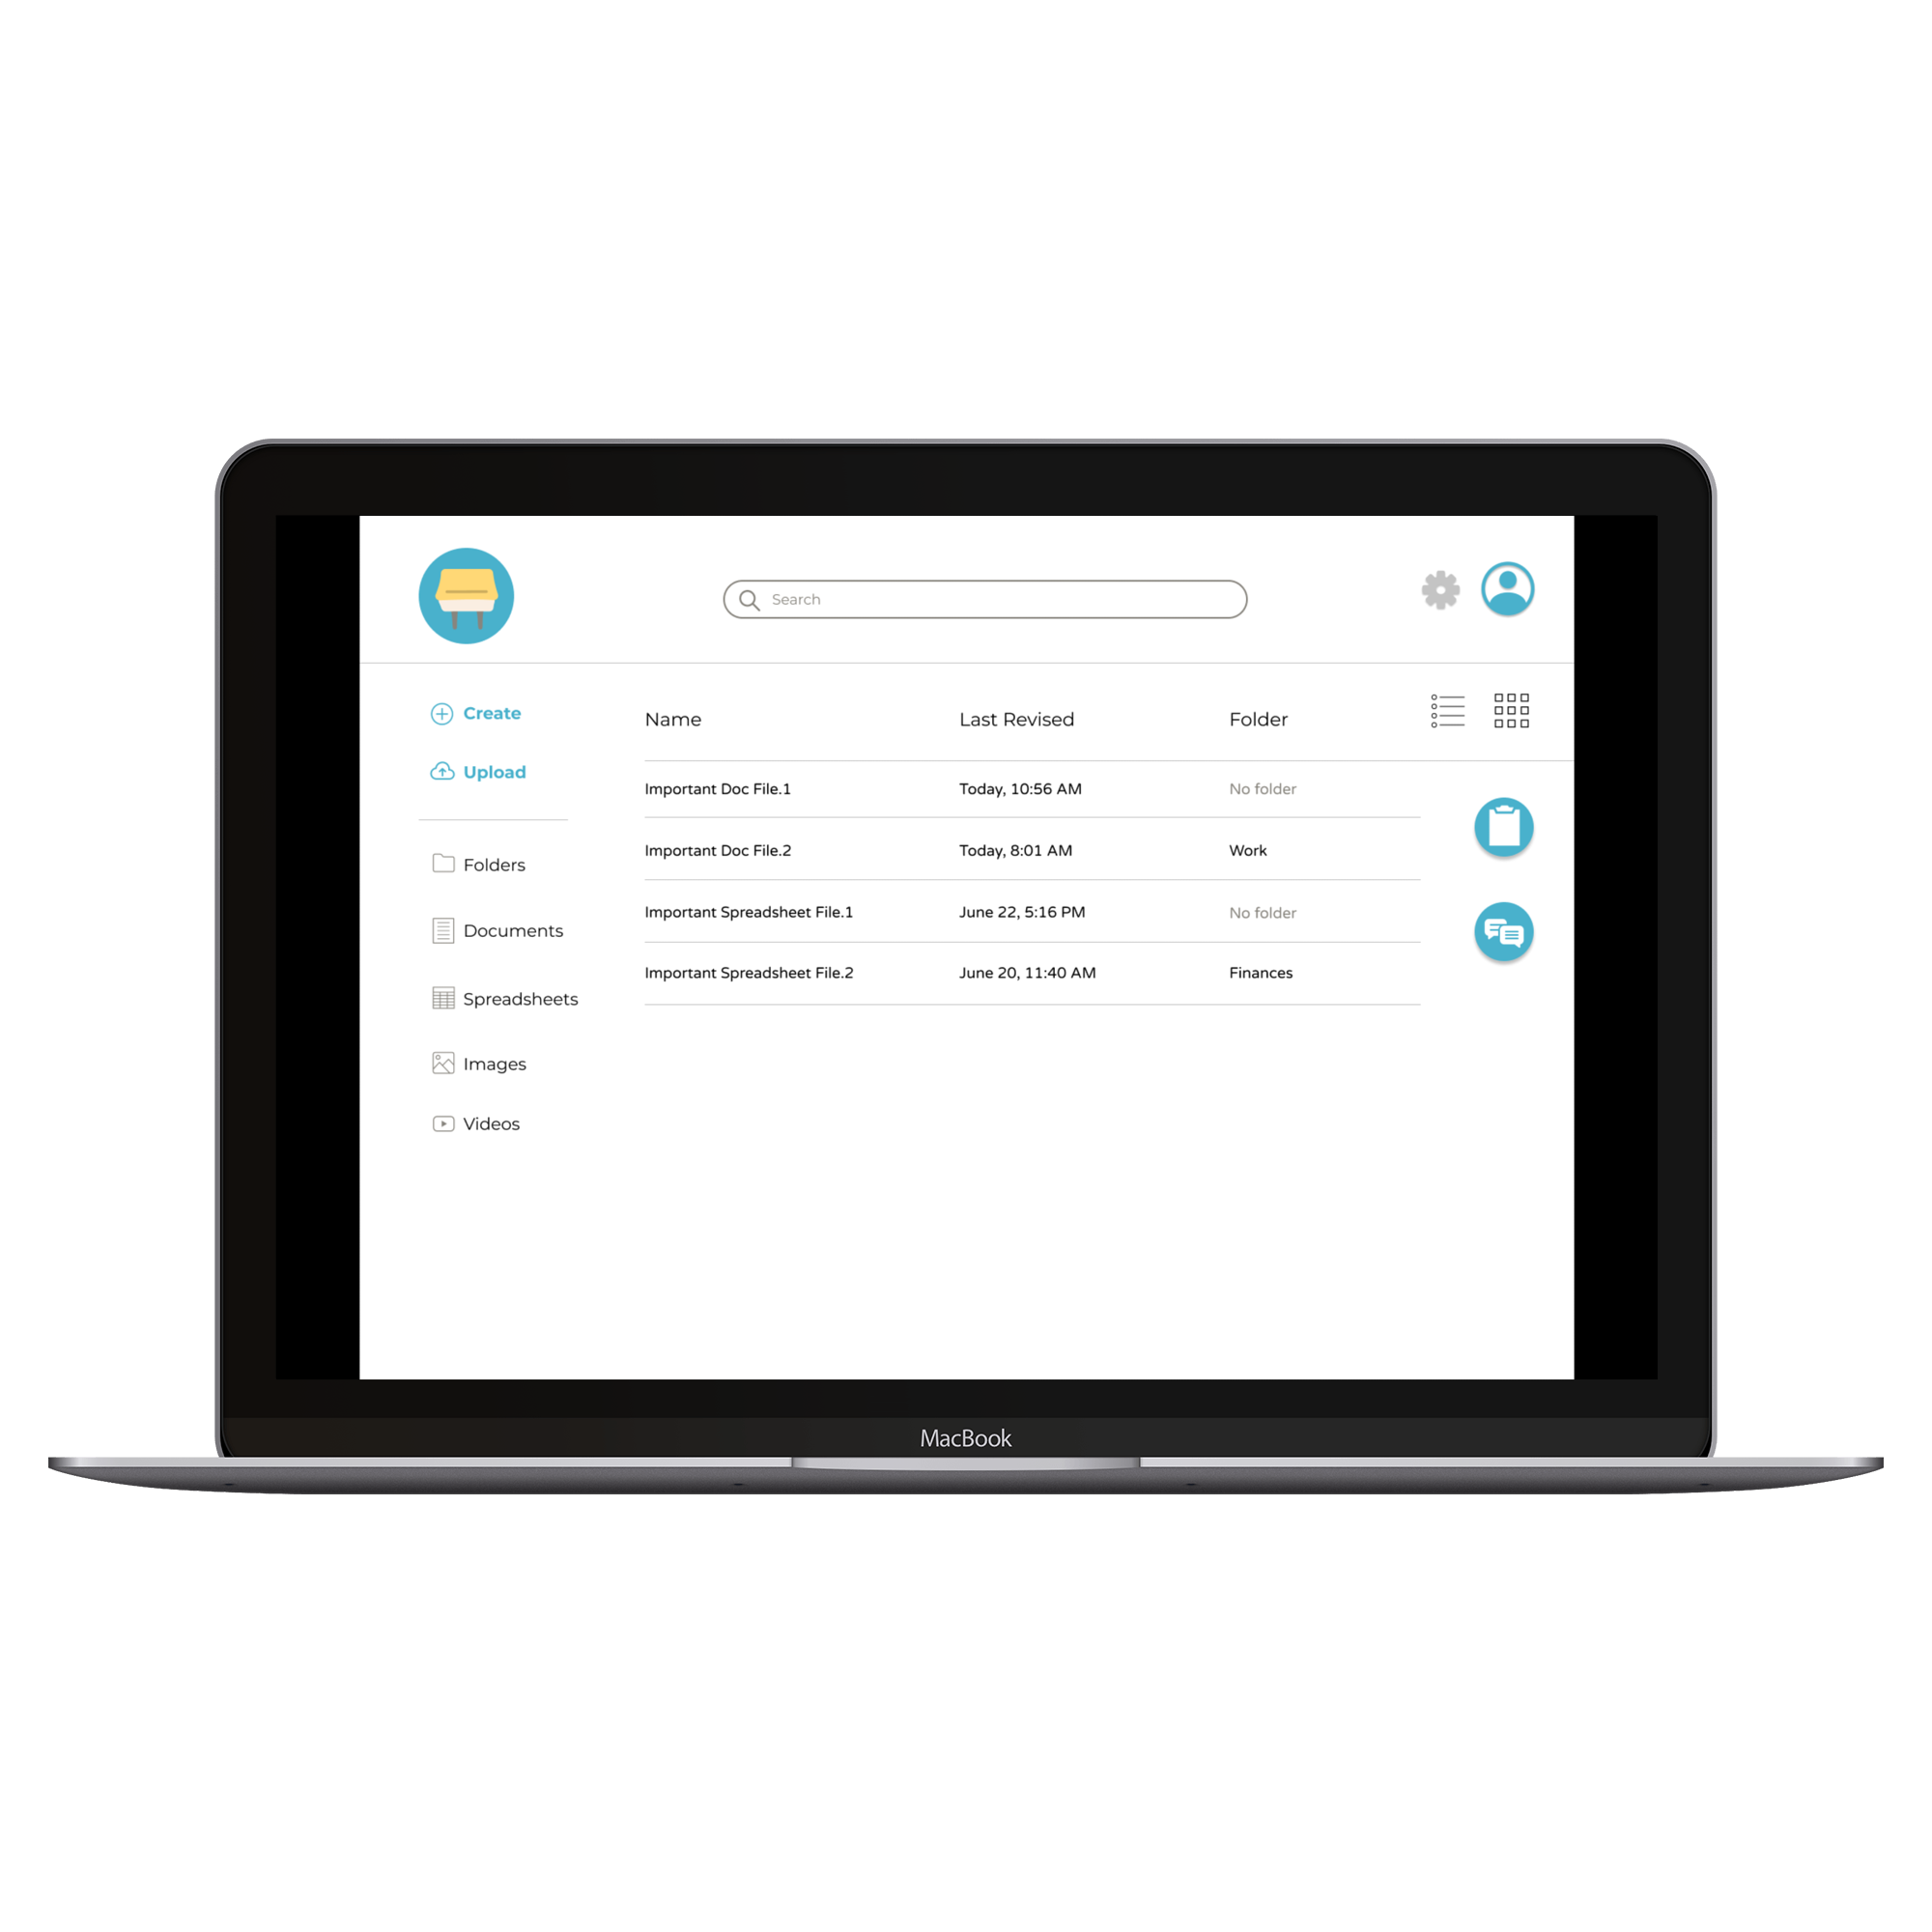 Search
Create
Upload
Folders
Documents
Spreadsheets
Images
Videos
Name Last Revised Folder
Important Doc File.1 Today, 10:56 AM No folder
Important Doc File.2 Today, 8:01 AM Work
Important Spreadsheet File.1 June 22, 5:16 PM No folder
Important Spreadsheet File.2 June 20, 11:40 AM Finances
MacBook